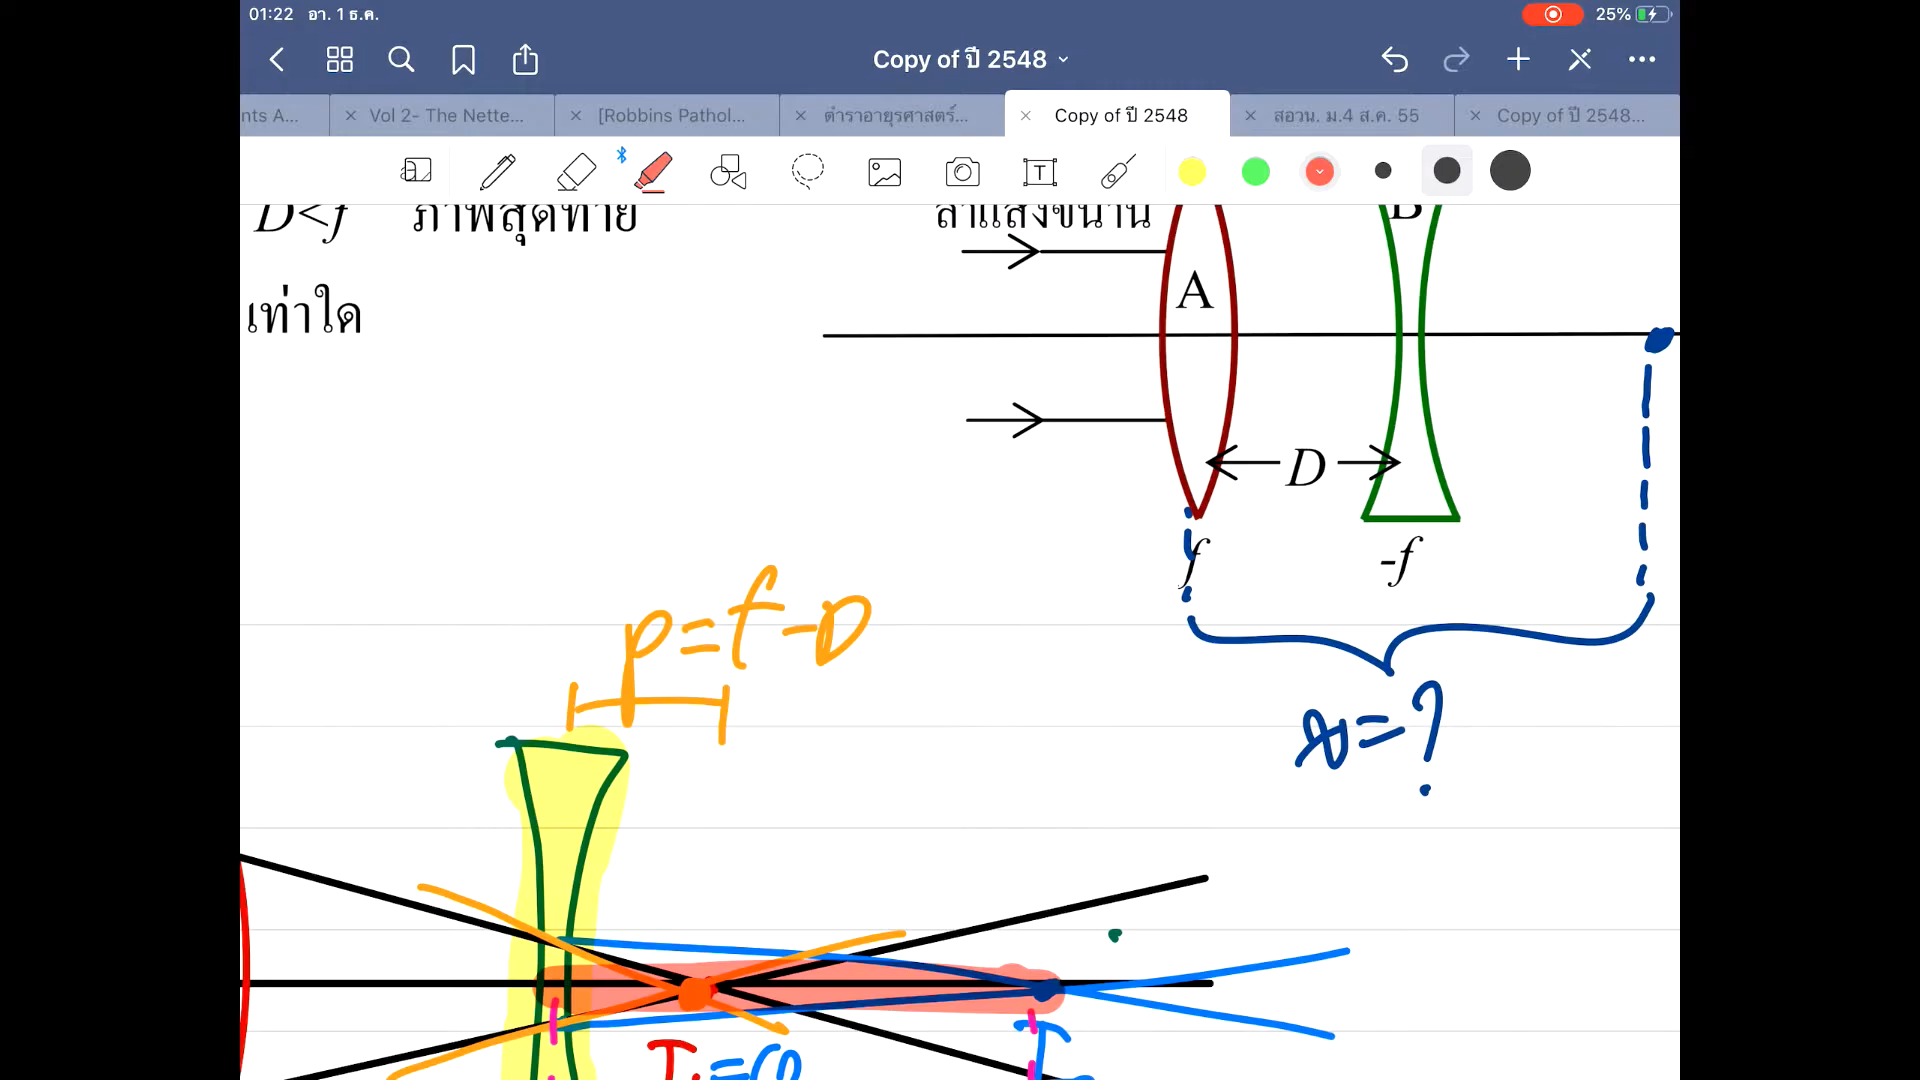 01:22 อา. 1 ธ.ค.
25%
Copy of ปี 2548
nts A...
Vol 2- The Nette...
[Robbins Pathol...
ตำราอายุรศาสตร์...
Copy of ปี 2548
สอวน. ม.4 ส.ค. 55
Copy of ปี 2548...
T
D<f ภาพสุดท้าย
ลำแสงขนาน
B
A
เท่าใด
D
f
-f
p=f-D
x=?
I₁=O
I